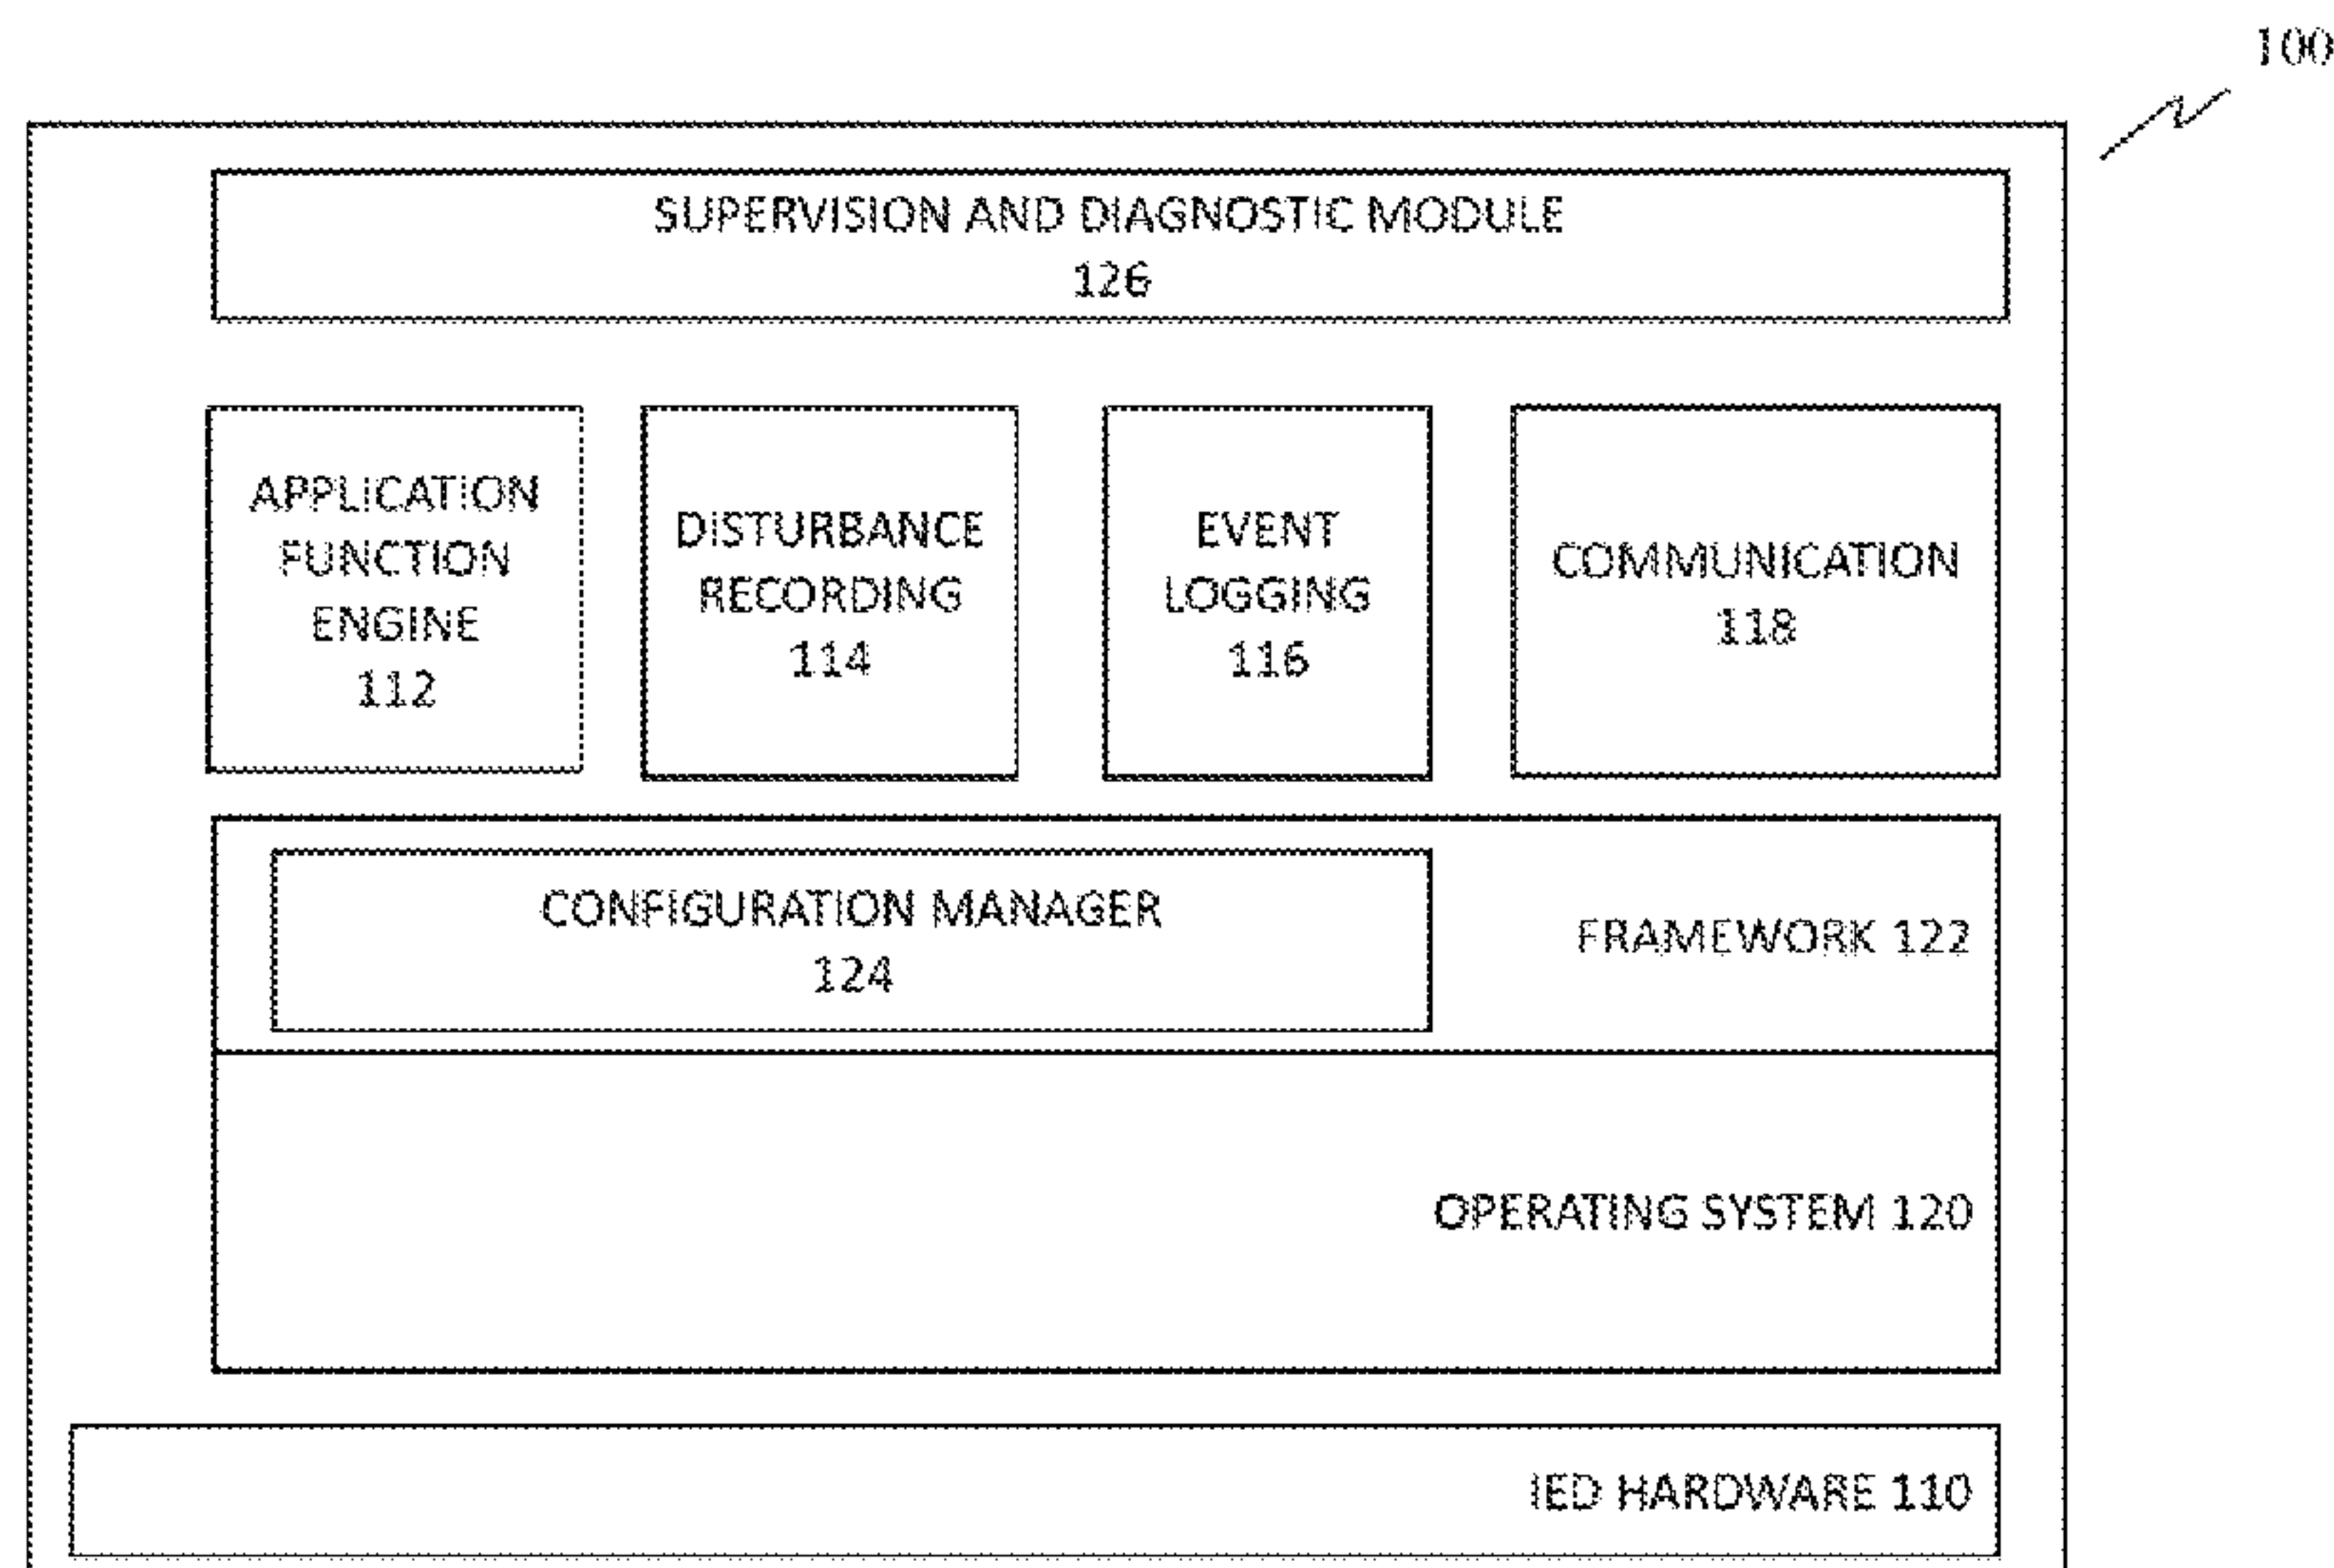 100
SUPERVISION AND DIAGNOSTIC MODULE
126
APPLICATION
FUNCTION
ENGINE
112
DISTURBANCE
RECORDING
114
EVENT
LOGGING
116
COMMUNICATION
118
CONFIGURATION MANAGER
124
FRAMEWORK 122
OPERATING SYSTEM 120
IED HARDWARE 110